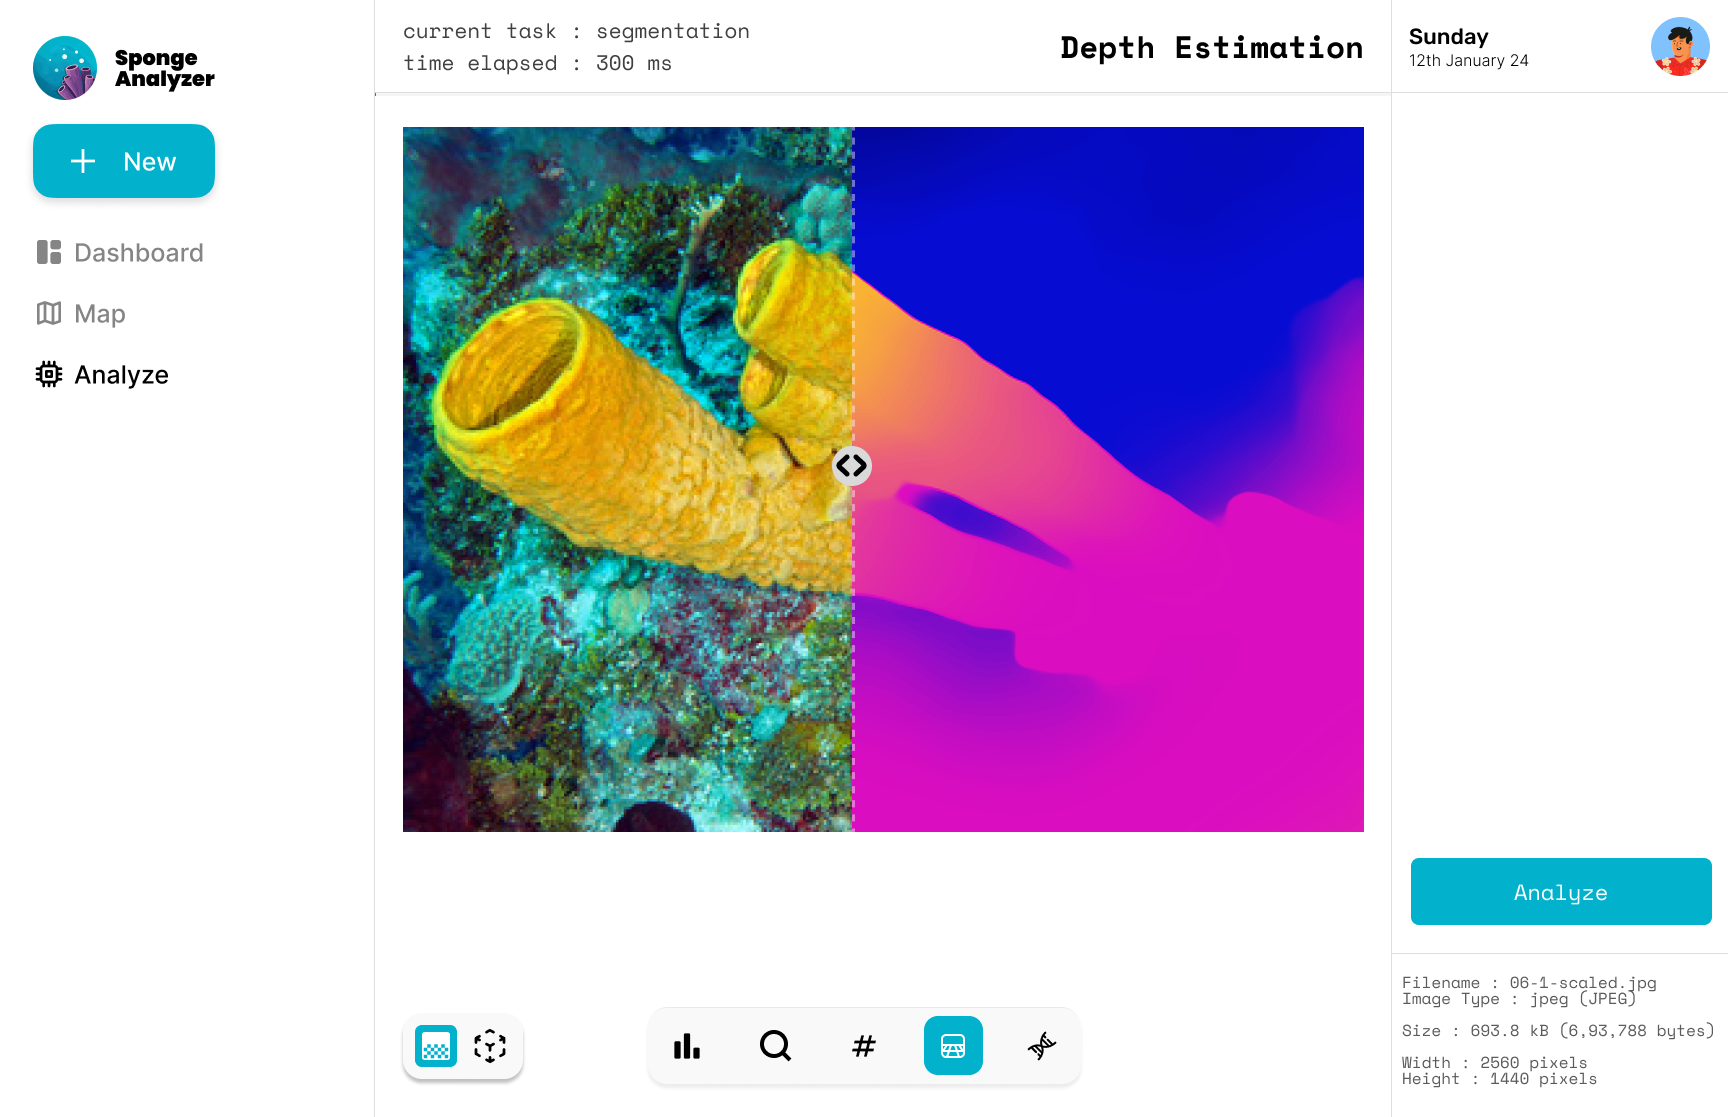 Sponge
Analyzer
New
Dashboard
Map
Analyze
current task : segmentation
time elapsed : 300 ms
Depth Estimation
Sunday
12th January 24
Analyze
Filename : 06-1-scaled.jpg
Image Type : jpeg (JPEG)
Size : 693.8 kB (6,93,788 bytes)
Width : 2560 pixels
Height : 1440 pixels